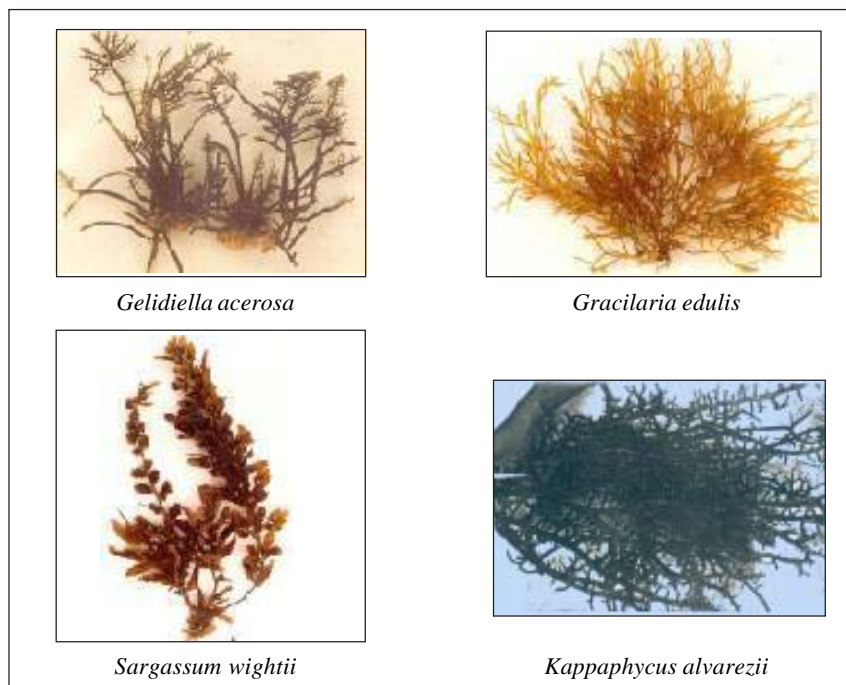 Gelidiella acerosa
Gracilaria edulis
Sargassum wightii
Kappaphycus alvarezii